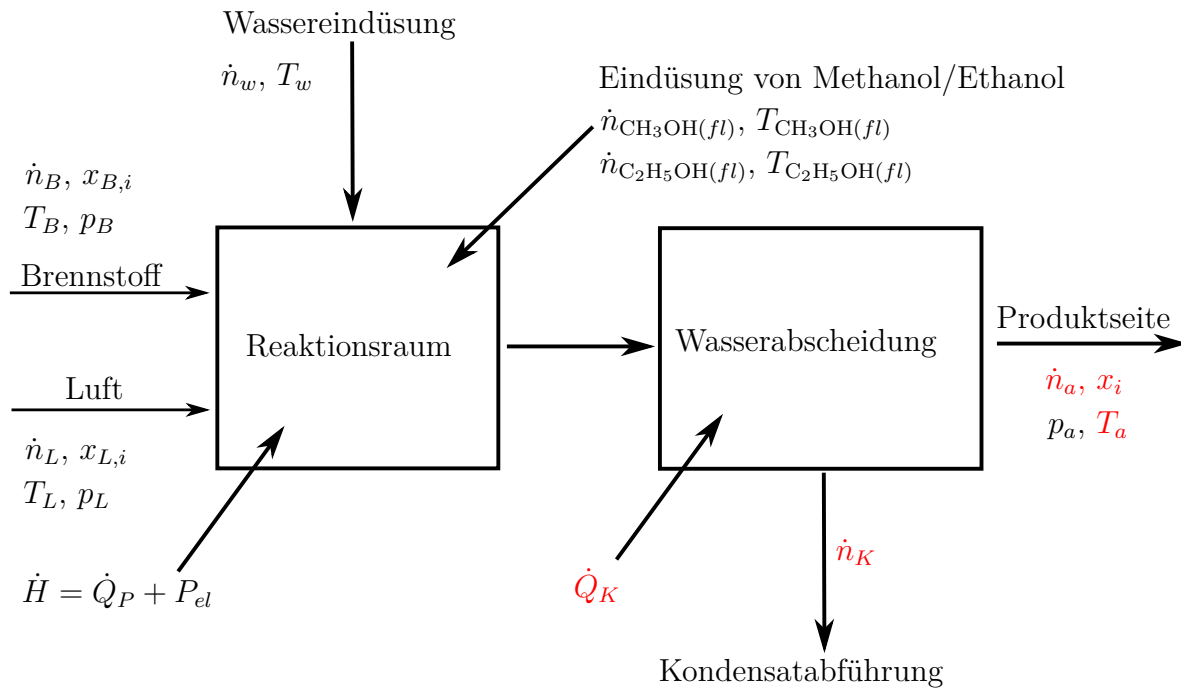 Wassereindüsung
ṅ_w, T_w
Eindüsung von Methanol/Ethanol
ṅ_CH₃OH(fl), T_CH₃OH(fl)
ṅ_C₂H₅OH(fl), T_C₂H₅OH(fl)
ṅ_B, x_B,i
T_B, p_B
Brennstoff
Luft
ṅ_L, x_L,i
T_L, p_L
Ḣ = Q̇_P + P_el
Reaktionsraum
Wasserabscheidung
Q̇_K
ṅ_K
Kondensatabführung
Produktseite
ṅ_a, x_i
p_a, T_a